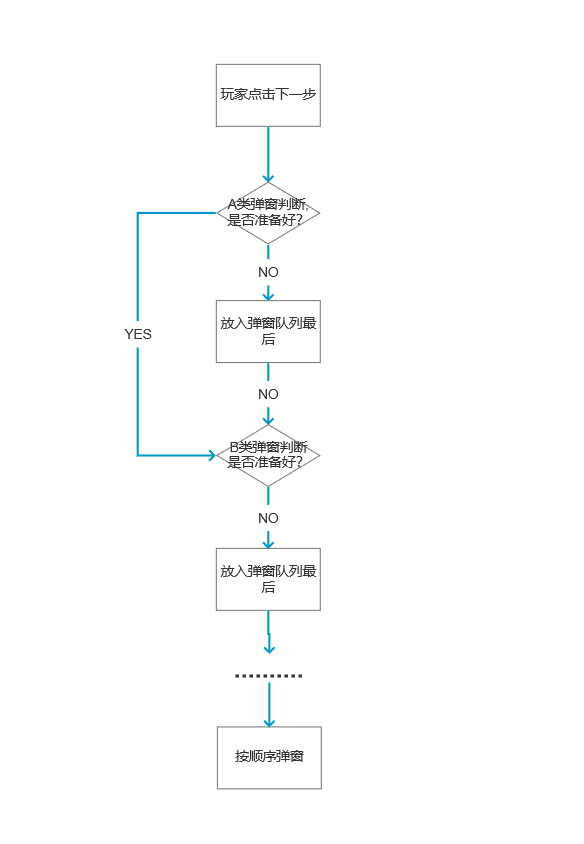 玩家点击下一步
A类弹窗判断,
是否准备好?
NO
放入弹窗队列最
后
YES
NO
B类弹窗判断
是否准备好?
NO
放入弹窗队列最
后
按顺序弹窗